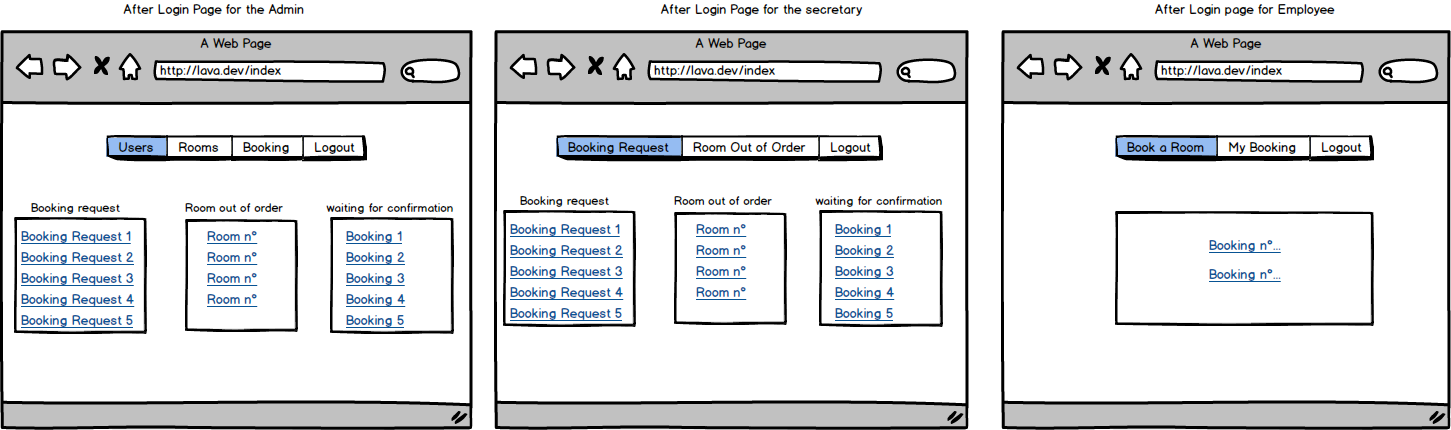 After Login Page for the Admin
A Web Page
http://lava.dev/index
Users Rooms Booking Logout
Booking request
Booking Request 1
Booking Request 2
Booking Request 3
Booking Request 4
Booking Request 5
Room out of order
Room n°
Room n°
Room n°
Room n°
waiting for confirmation
Booking 1
Booking 2
Booking 3
Booking 4
Booking 5
After Login Page for the secretary
A Web Page
http://lava.dev/index
Booking Request Room Out of Order Logout
Booking request
Booking Request 1
Booking Request 2
Booking Request 3
Booking Request 4
Booking Request 5
Room out of order
Room n°
Room n°
Room n°
Room n°
waiting for confirmation
Booking 1
Booking 2
Booking 3
Booking 4
Booking 5
After Login page for Employee
A Web Page
http://lava.dev/index
Book a Room My Booking Logout
Booking n°...
Booking n°...